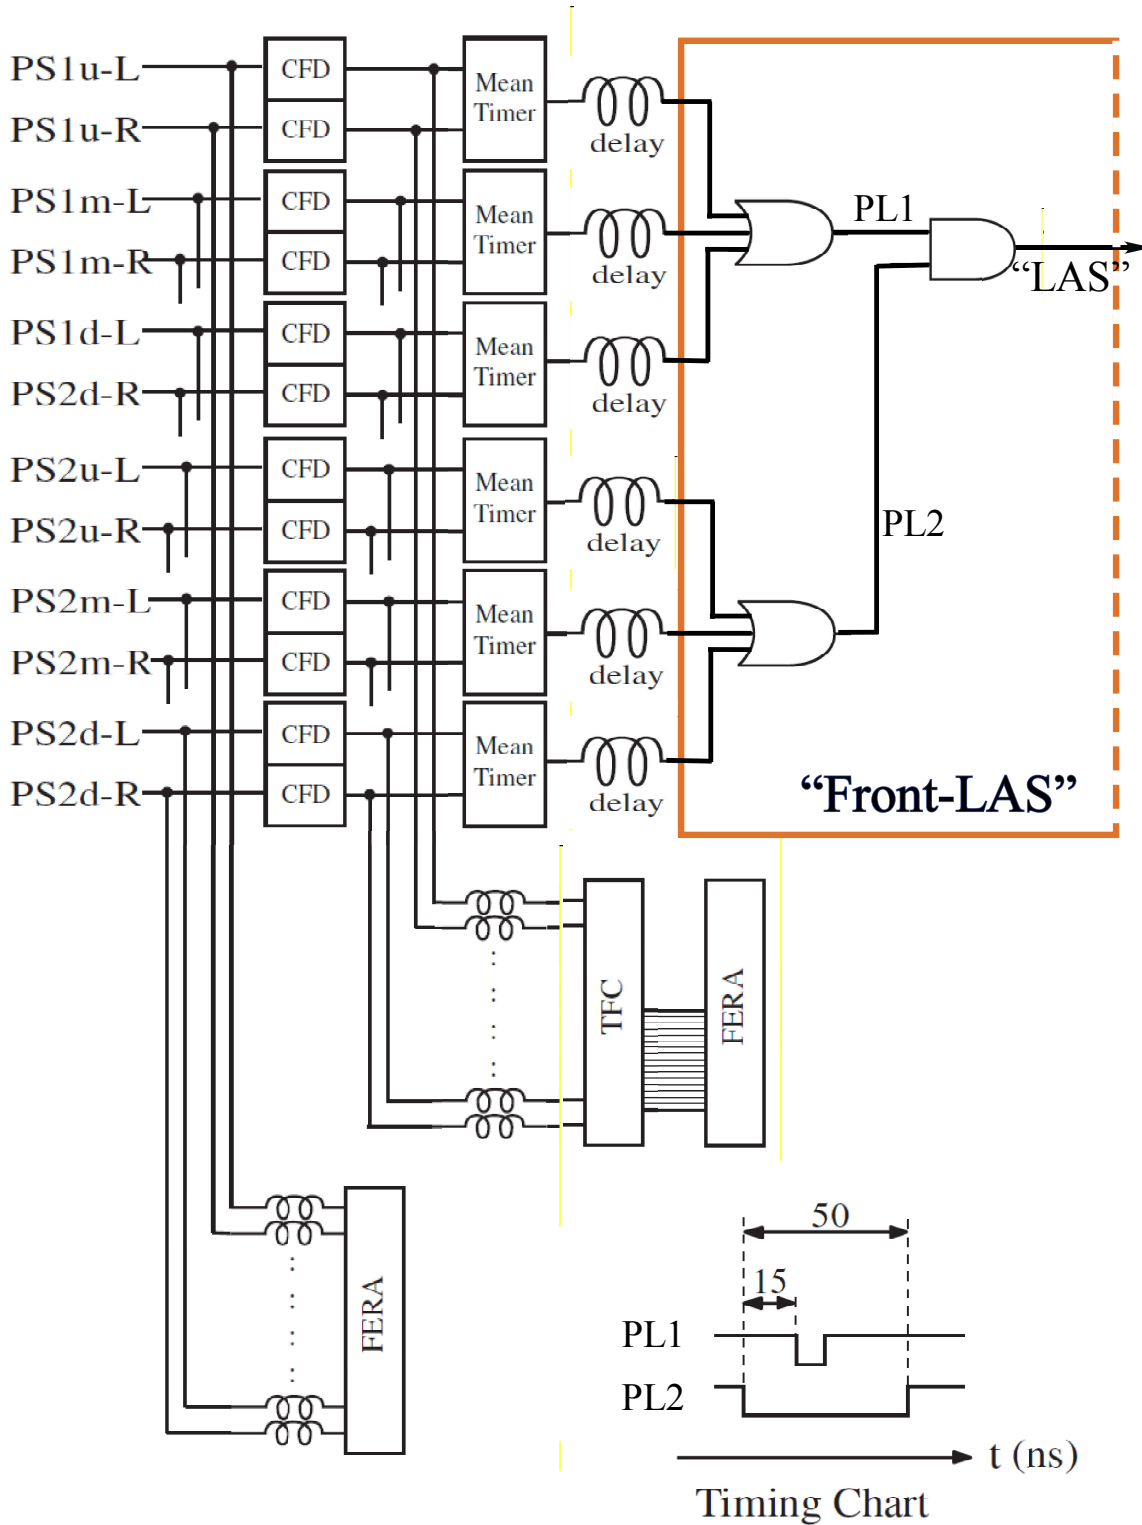 PS1u-L
CFD
Mean
Timer
delay
PS1u-R
CFD
PS1m-L
CFD
Mean
Timer
delay
PL1
PS1m-R
CFD
“LAS”
PS1d-L
CFD
Mean
Timer
delay
PS2d-R
CFD
PS2u-L
CFD
Mean
Timer
delay
PL2
PS2u-R
CFD
PS2m-L
CFD
Mean
Timer
delay
PS2m-R
CFD
PS2d-L
CFD
Mean
Timer
delay
PS2d-R
CFD
“Front-LAS”
TFC
FERA
FERA
50
15
PL1
PL2
t (ns)
Timing Chart